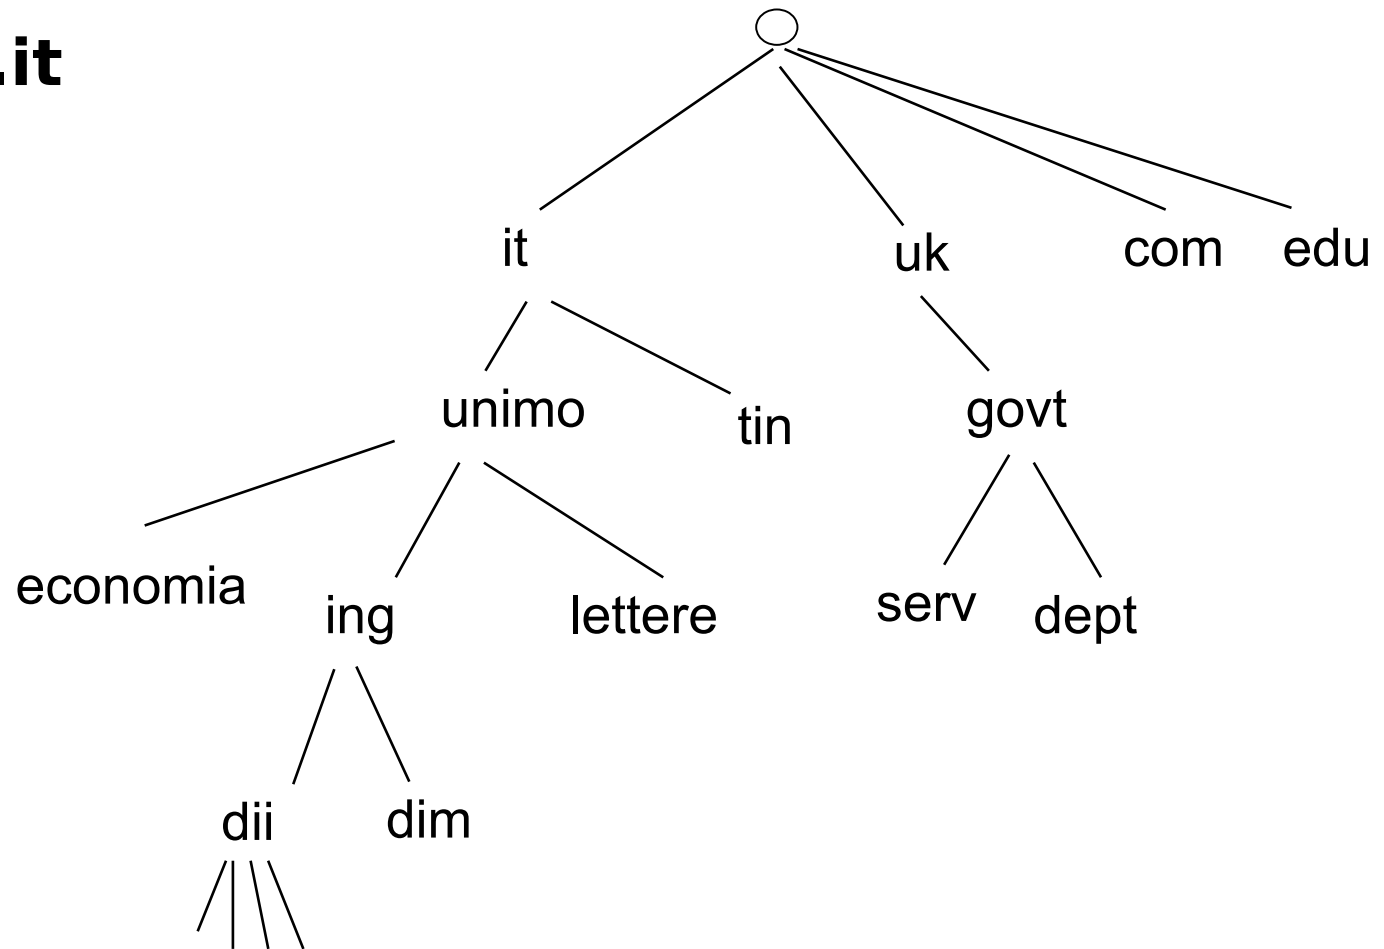 .it
it
uk
com
edu
unimo
tin
govt
economia
ing
lettere
serv
dept
dii
dim